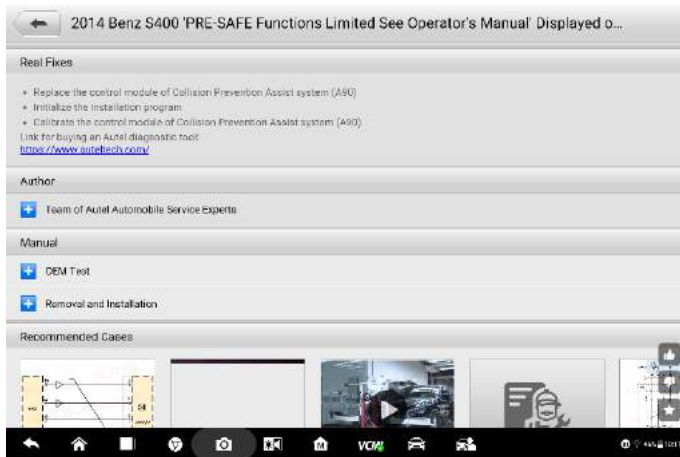 2014 Benz S400 'PRE-SAFE Functions Limited See Operator's Manual' Displayed o...
Real Fixes
• Replace the control module of Collision Prevention Assist system (A90)
• Initialize the installation program
• Calibrate the control module of Collision Prevention Assist system (A90)
Link for buying an Autel diagnostic tool:
https://www.auteltech.com/
Author
Team of Autel Automobile Service Experts
Manual
OEM Test
Removal and Installation
Recommended Cases
VCMI